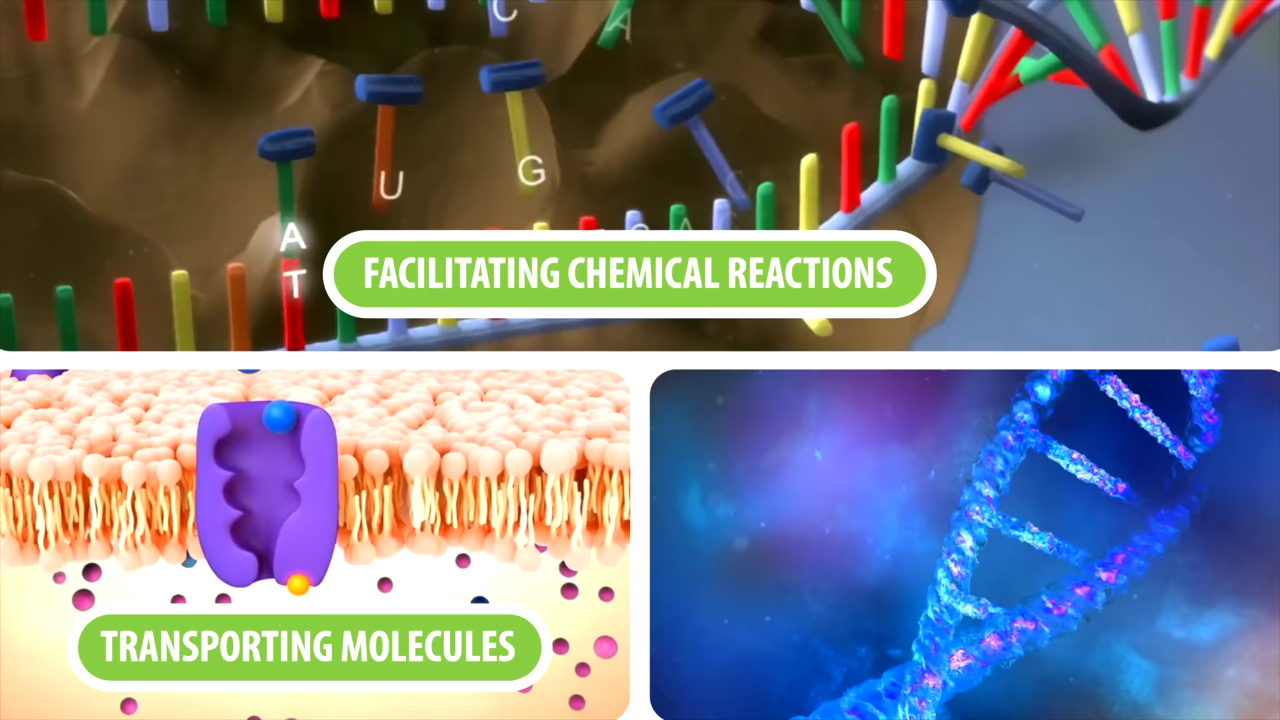 C
A
U
G
A
T
FACILITATING CHEMICAL REACTIONS
TRANSPORTING MOLECULES